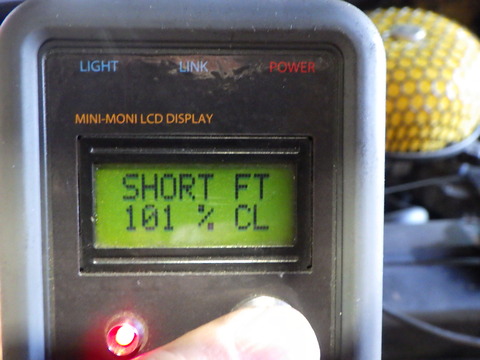 LIGHT LINK POWER
MINI-MONI LCD DISPLAY
SHORT FT
101 % CL